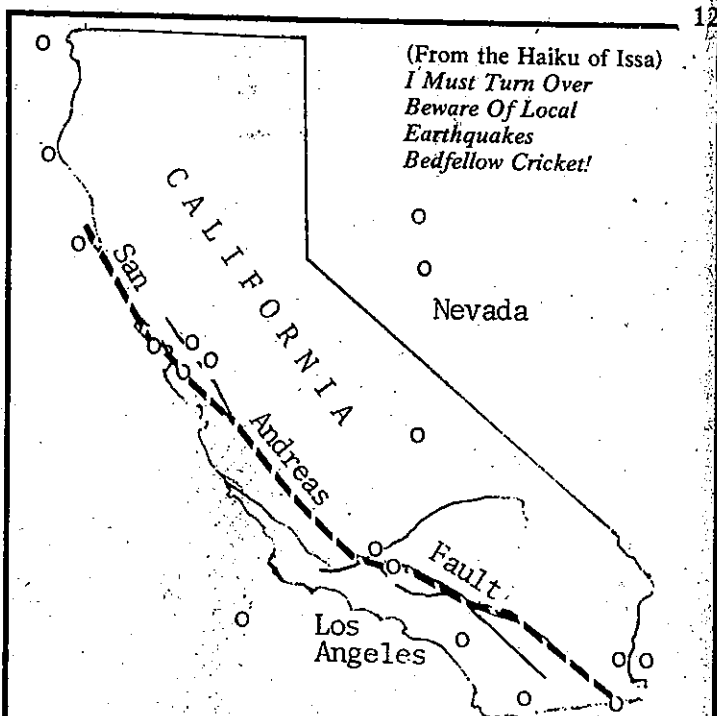 12
(From the Haiku of Issa)
I Must Turn Over
Beware Of Local
Earthquakes
Bedfellow Cricket!
CALIFORNIA
San
Nevada
Andreas
Fault
Los
Angeles